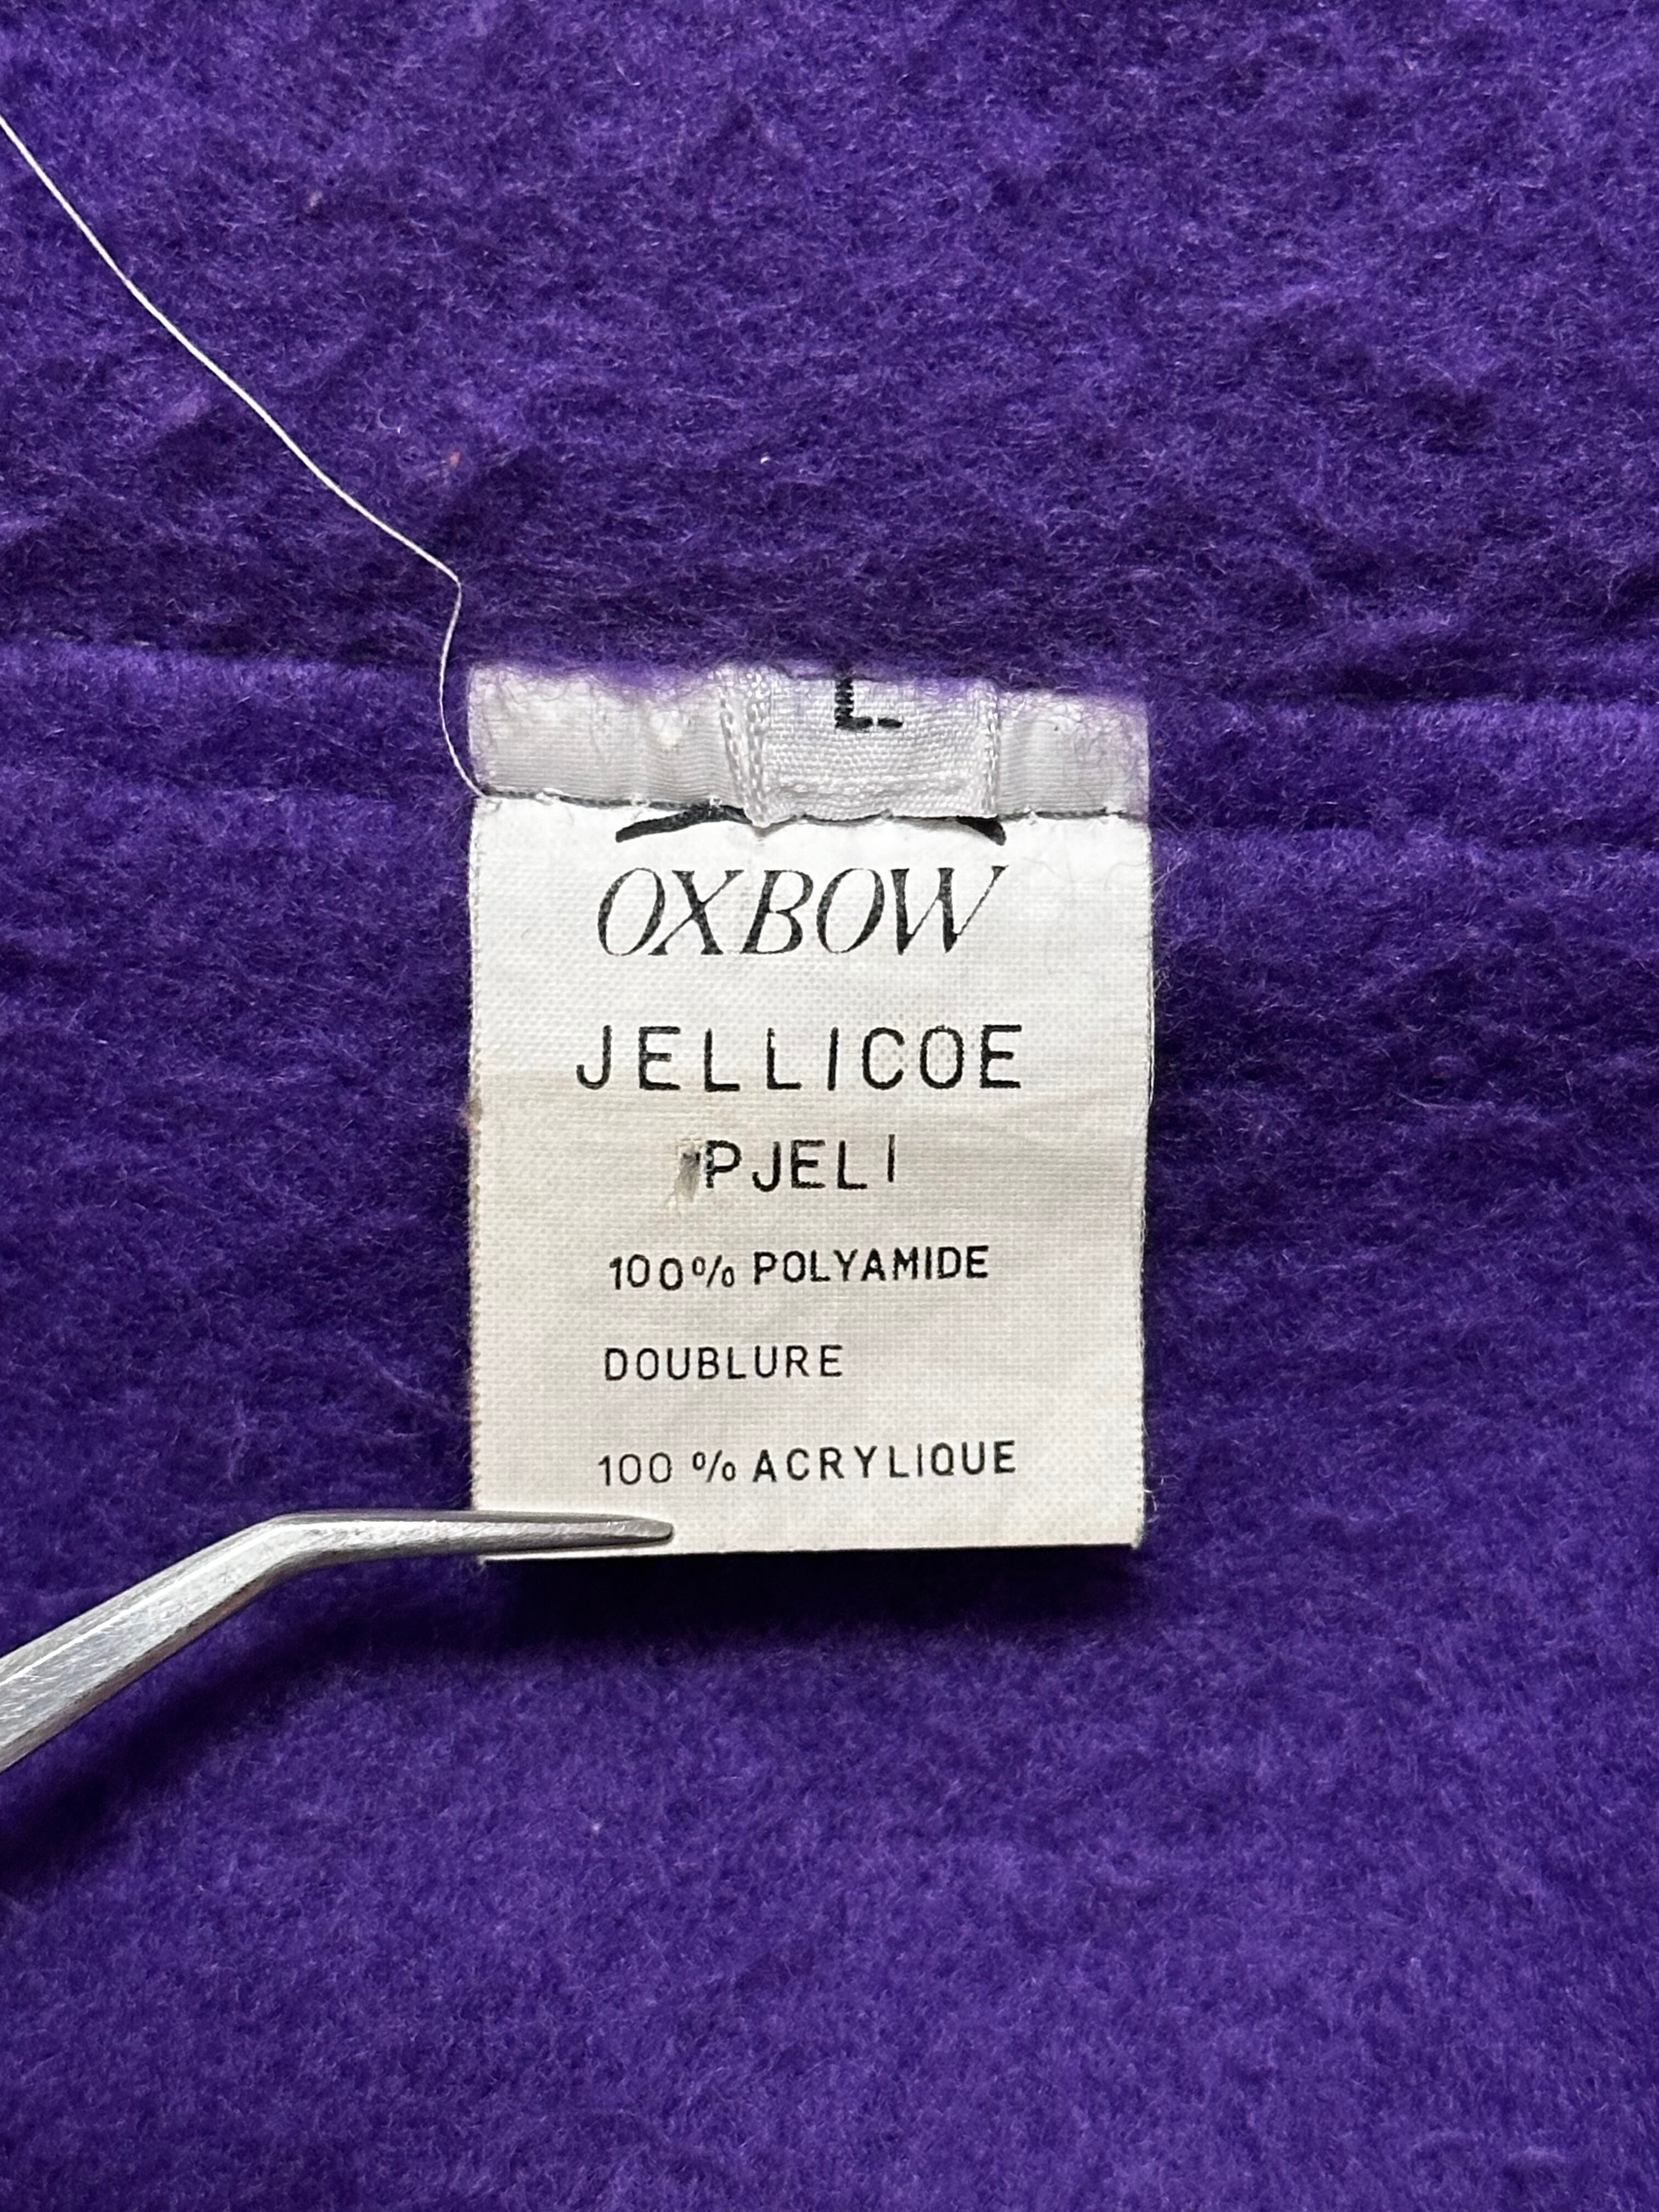 L
OXBOW
JELLICOE
PJELI
100% POLYAMIDE
DOUBLURE
100 % ACRYLIQUE